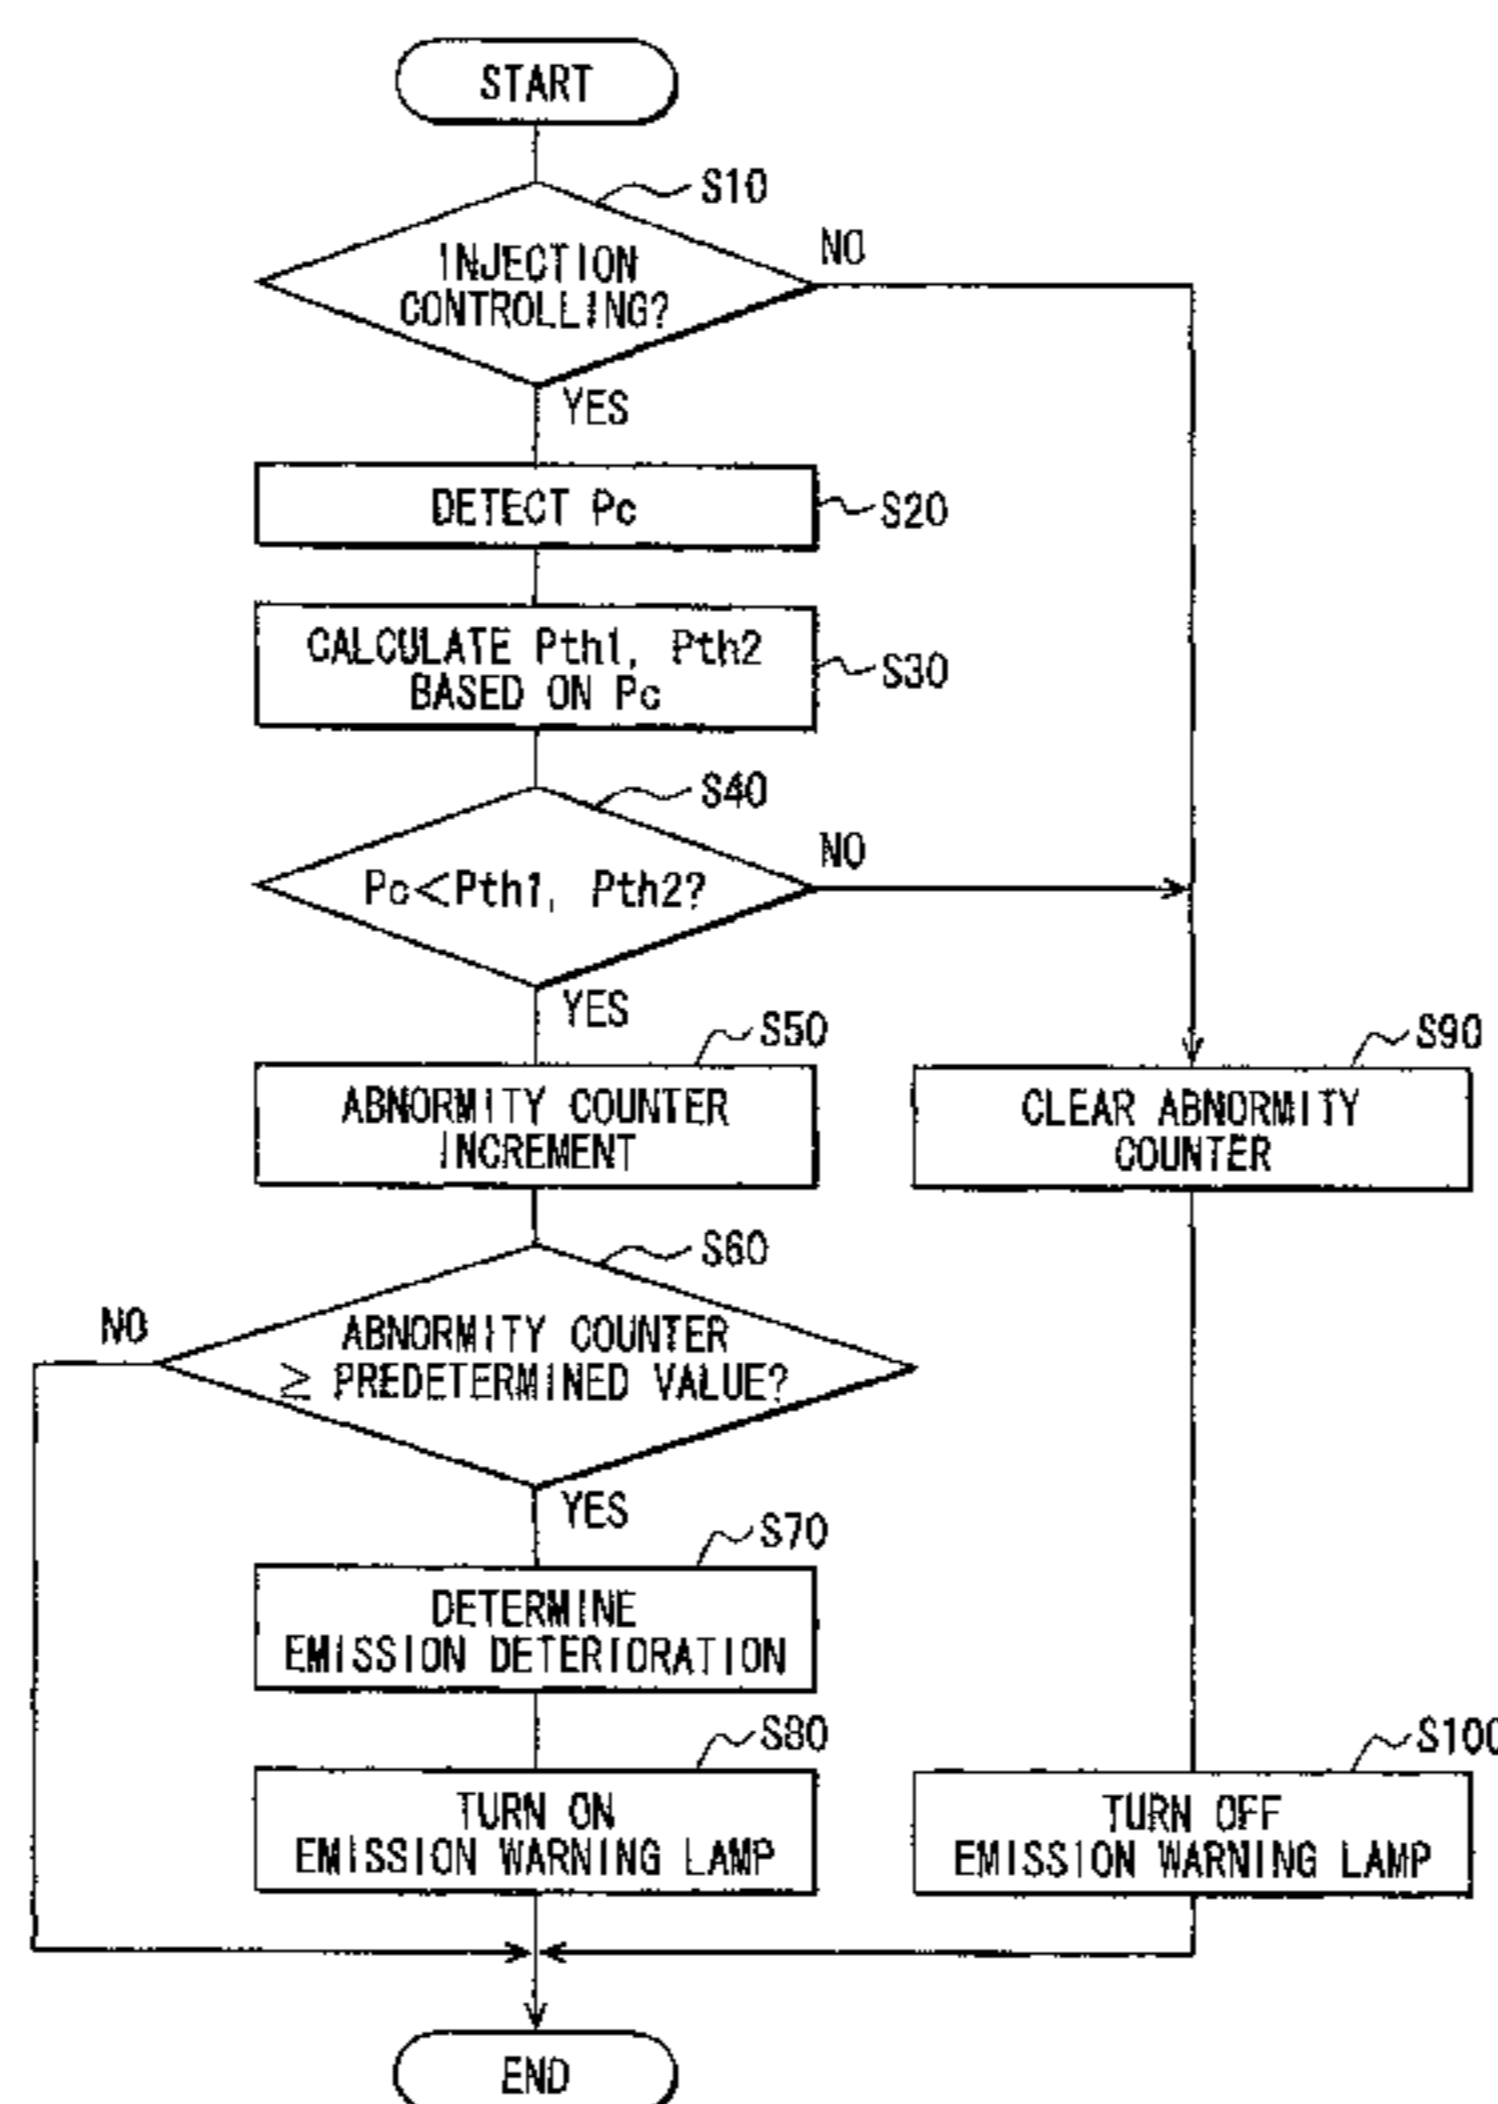 START
S10
INJECTION
CONTROLLING?
NO
YES
DETECT Pc
S20
CALCULATE Pth1, Pth2
BASED ON Pc
S30
S40
Pc<Pth1, Pth2?
NO
YES
S50
ABNORMITY COUNTER
INCREMENT
S90
CLEAR ABNORMITY
COUNTER
S60
NO
ABNORMITY COUNTER
≧ PREDETERMINED VALUE?
YES
S70
DETERMINE
EMISSION DETERIORATION
S80
TURN ON
EMISSION WARNING LAMP
S100
TURN OFF
EMISSION WARNING LAMP
END